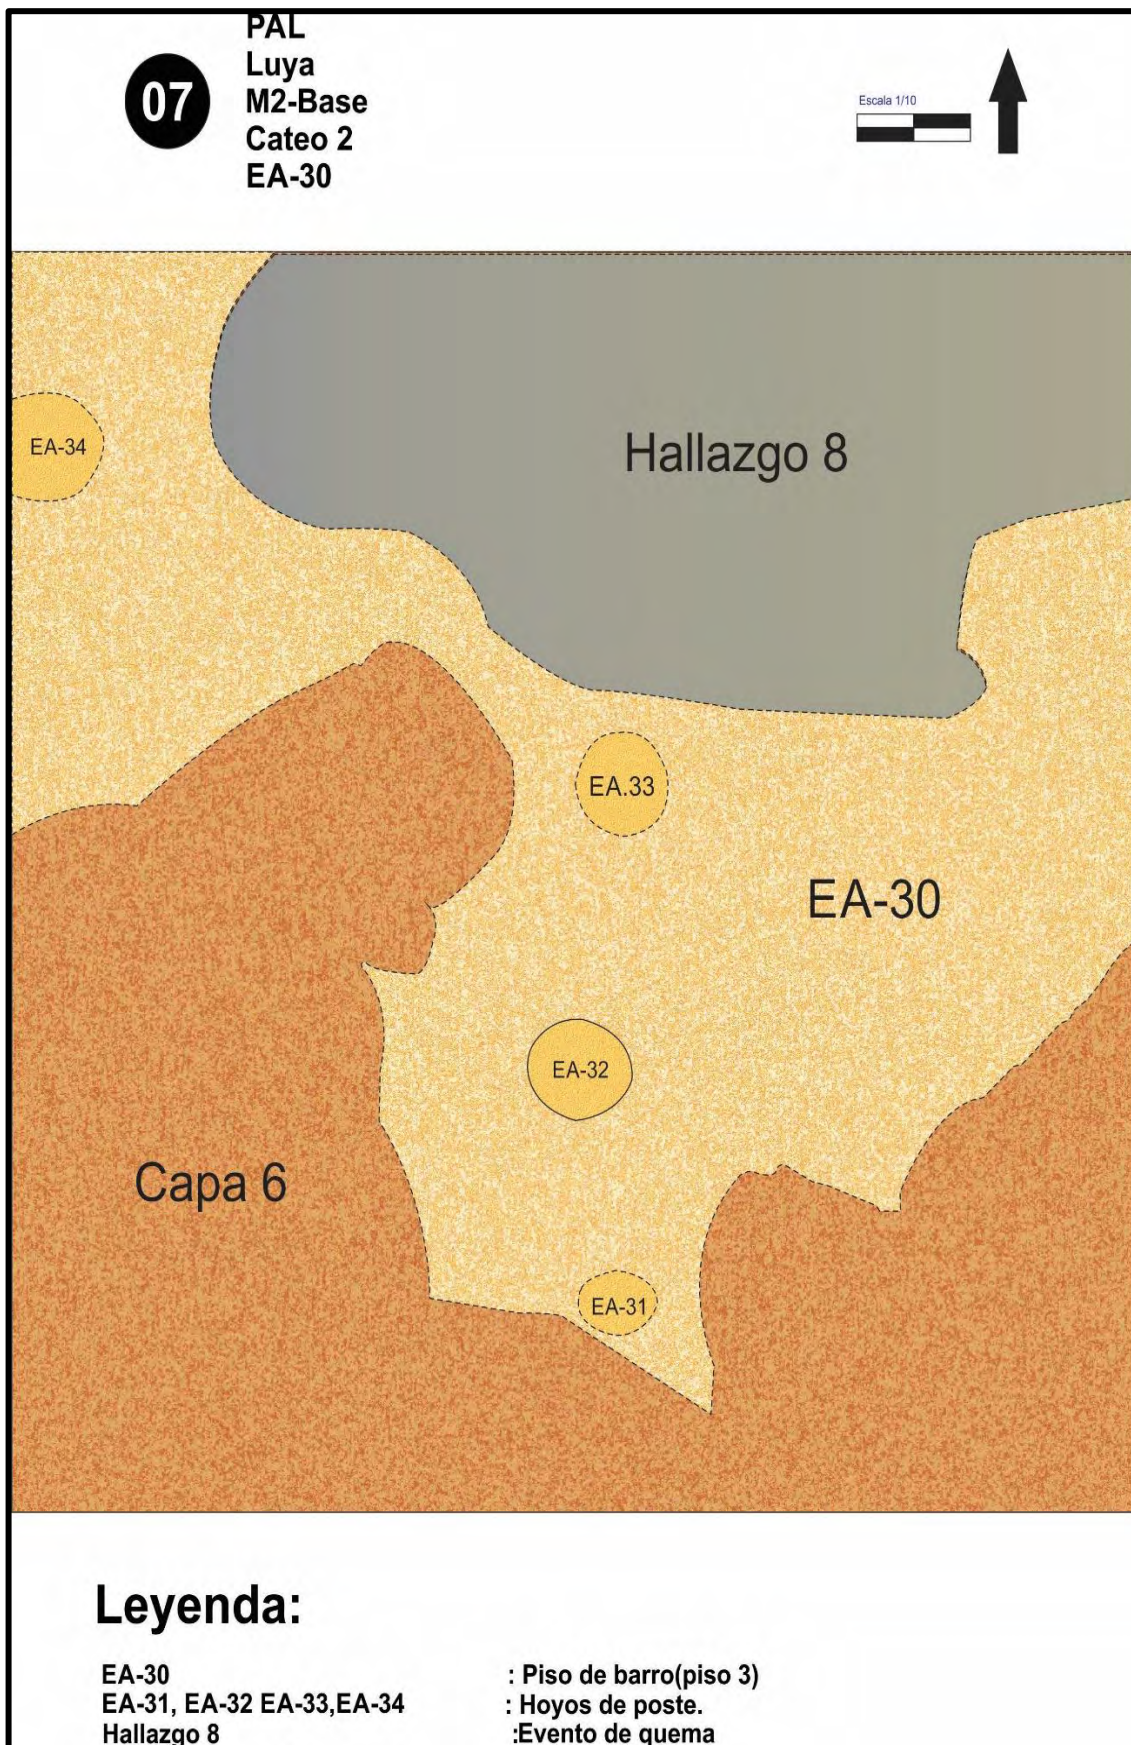 07
PAL
Luya
M2-Base
Cateo 2
EA-30
Escala 1/10
Hallazgo 8
EA-34
EA.33
EA-30
EA-32
Capa 6
EA-31
Leyenda:
EA-30 : Piso de barro(piso 3)
EA-31, EA-32 EA-33,EA-34 : Hoyos de poste.
Hallazgo 8 :Evento de quema